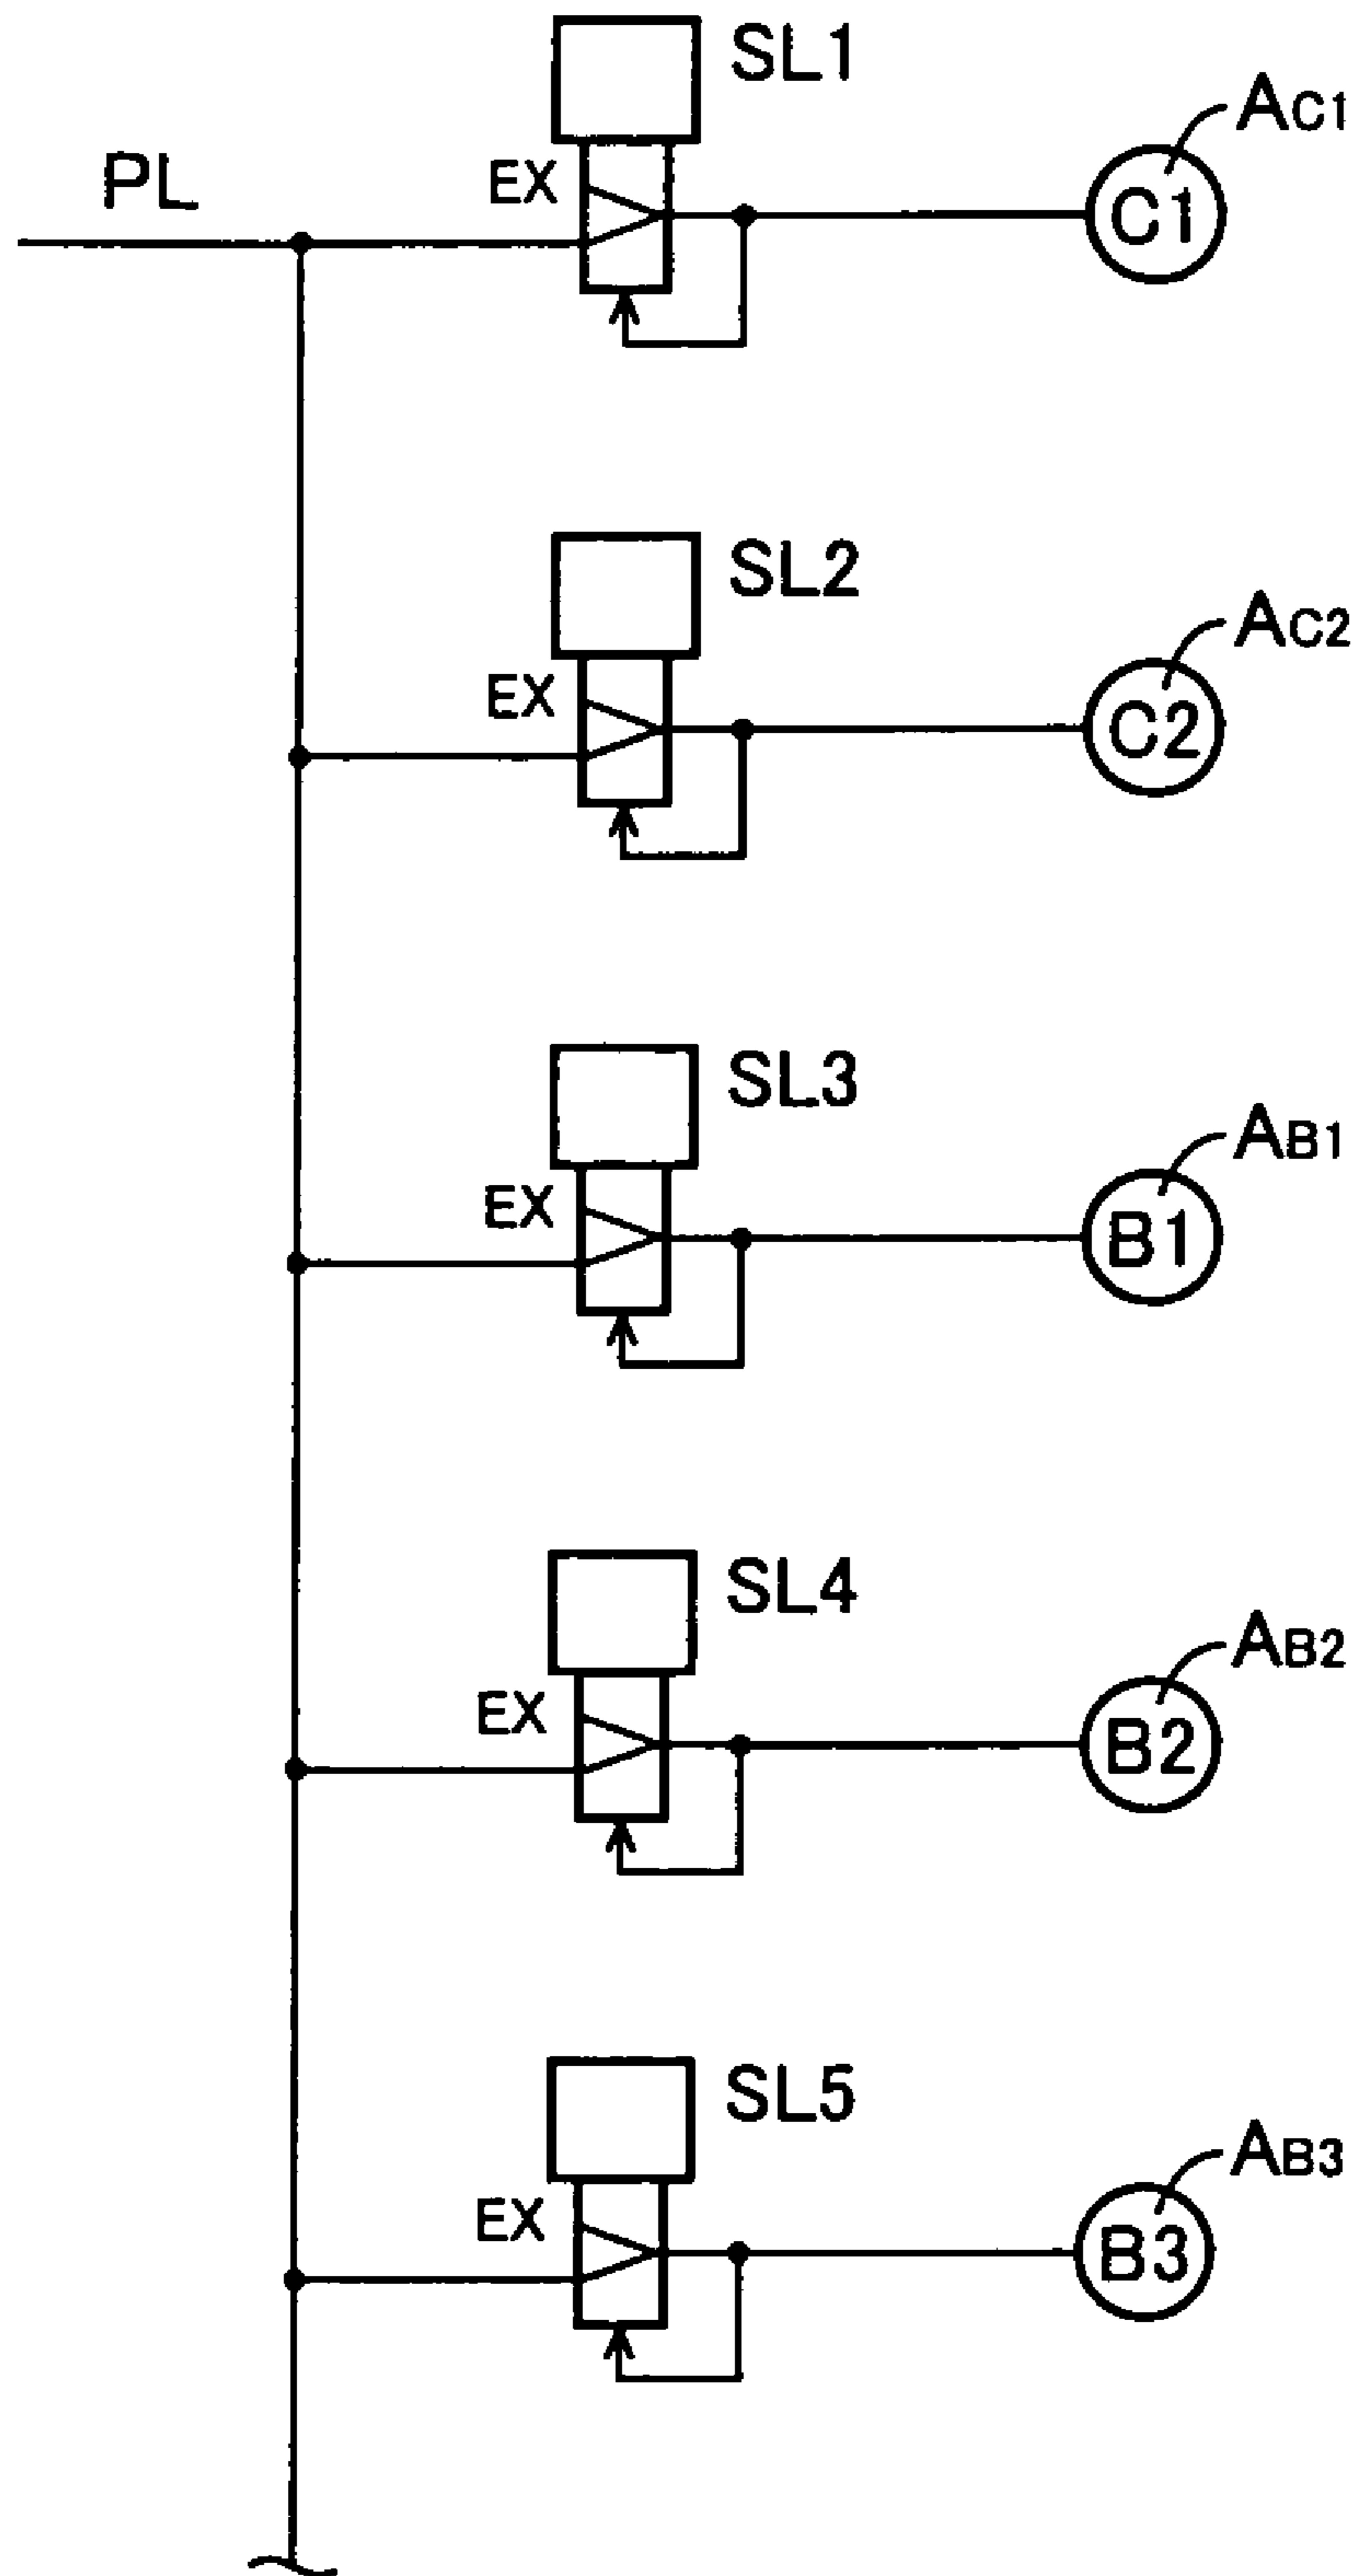 SL1
AC1
PL
EX
C1
SL2
AC2
EX
C2
SL3
AB1
EX
B1
SL4
AB2
EX
B2
SL5
AB3
EX
B3